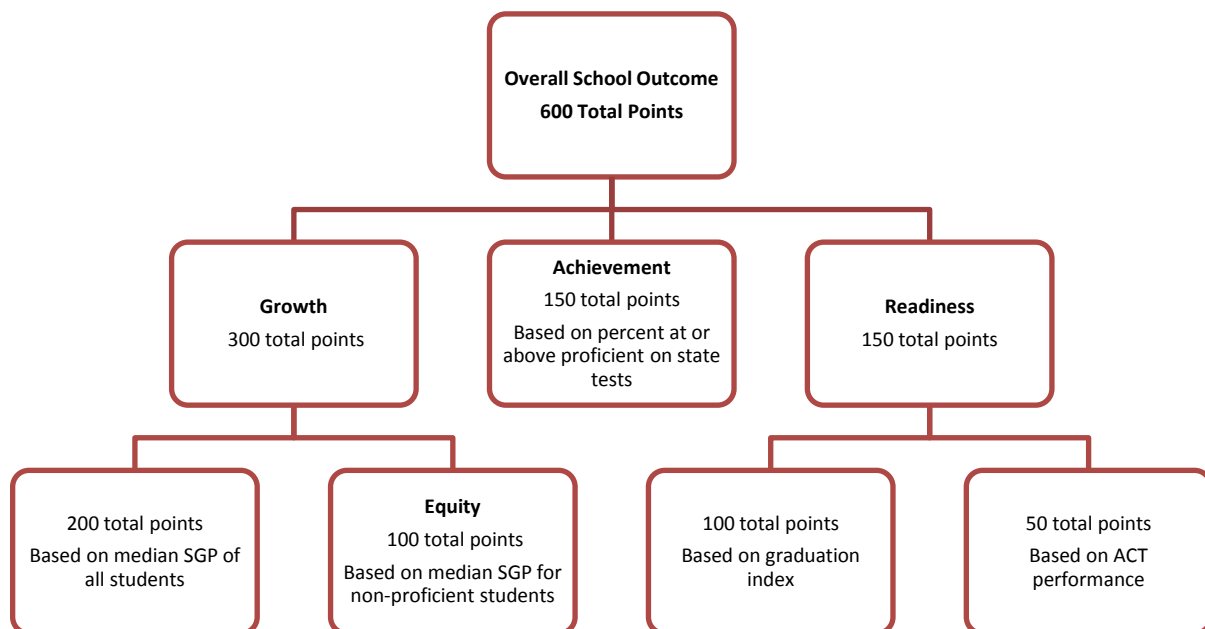 Overall School Outcome
600 Total Points
Growth
300 total points
Achievement
150 total points
Based on percent at or
above proficient on state
tests
Readiness
150 total points
200 total points
Based on median SGP of
all students
Equity
100 total points
Based on median SGP for
non-proficient students
100 total points
Based on graduation
index
50 total points
Based on ACT
performance